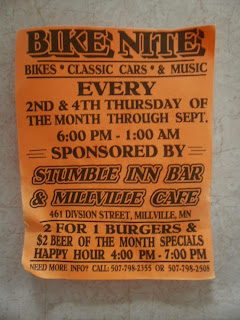 BIKE NITE
BIKES * CLASSIC CARS * & MUSIC
EVERY
2ND & 4TH THURSDAY OF
THE MONTH THROUGH SEPT.
6:00 PM - 1:00 AM
SPONSORED BY
STUMBLE INN BAR
& MILLVILLE CAFE
461 DIVSION STREET, MILLVILLE, MN
2 FOR 1 BURGERS &
$2 BEER OF THE MONTH SPECIALS
HAPPY HOUR 4:00 PM - 7:00 PM
NEED MORE INFO? CALL: 507-798-2355 OR 507-798-2508